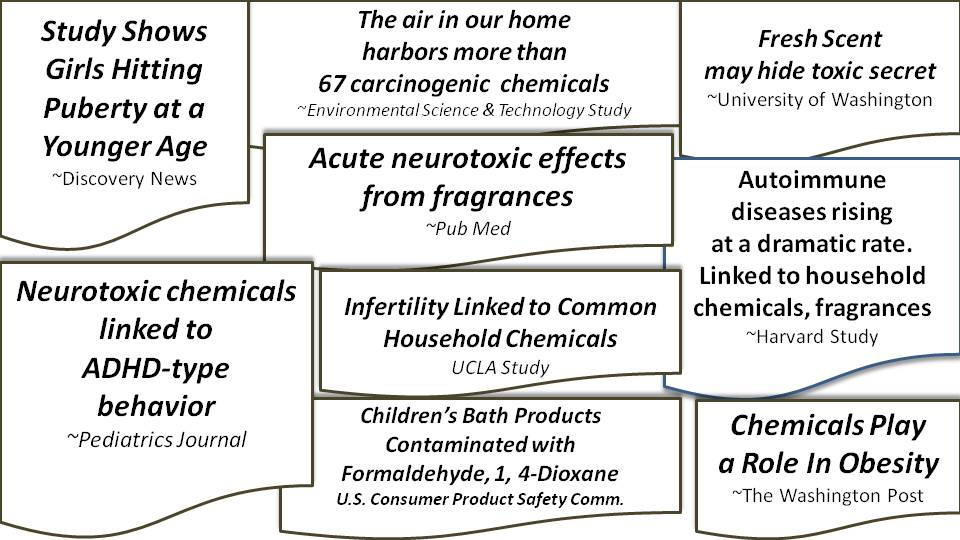 Study Shows
Girls Hitting
Puberty at a
Younger Age
~Discovery News
The air in our home
harbors more than
67 carcinogenic chemicals
~Environmental Science & Technology Study
Fresh Scent
may hide toxic secret
~University of Washington
Acute neurotoxic effects
from fragrances
~Pub Med
Autoimmune
diseases rising
at a dramatic rate.
Linked to household
chemicals, fragrances
~Harvard Study
Neurotoxic chemicals
linked to
ADHD-type
behavior
~Pediatrics Journal
Infertility Linked to Common
Household Chemicals
UCLA Study
Children’s Bath Products
Contaminated with
Formaldehyde, 1, 4-Dioxane
U.S. Consumer Product Safety Comm.
Chemicals Play
a Role In Obesity
~The Washington Post